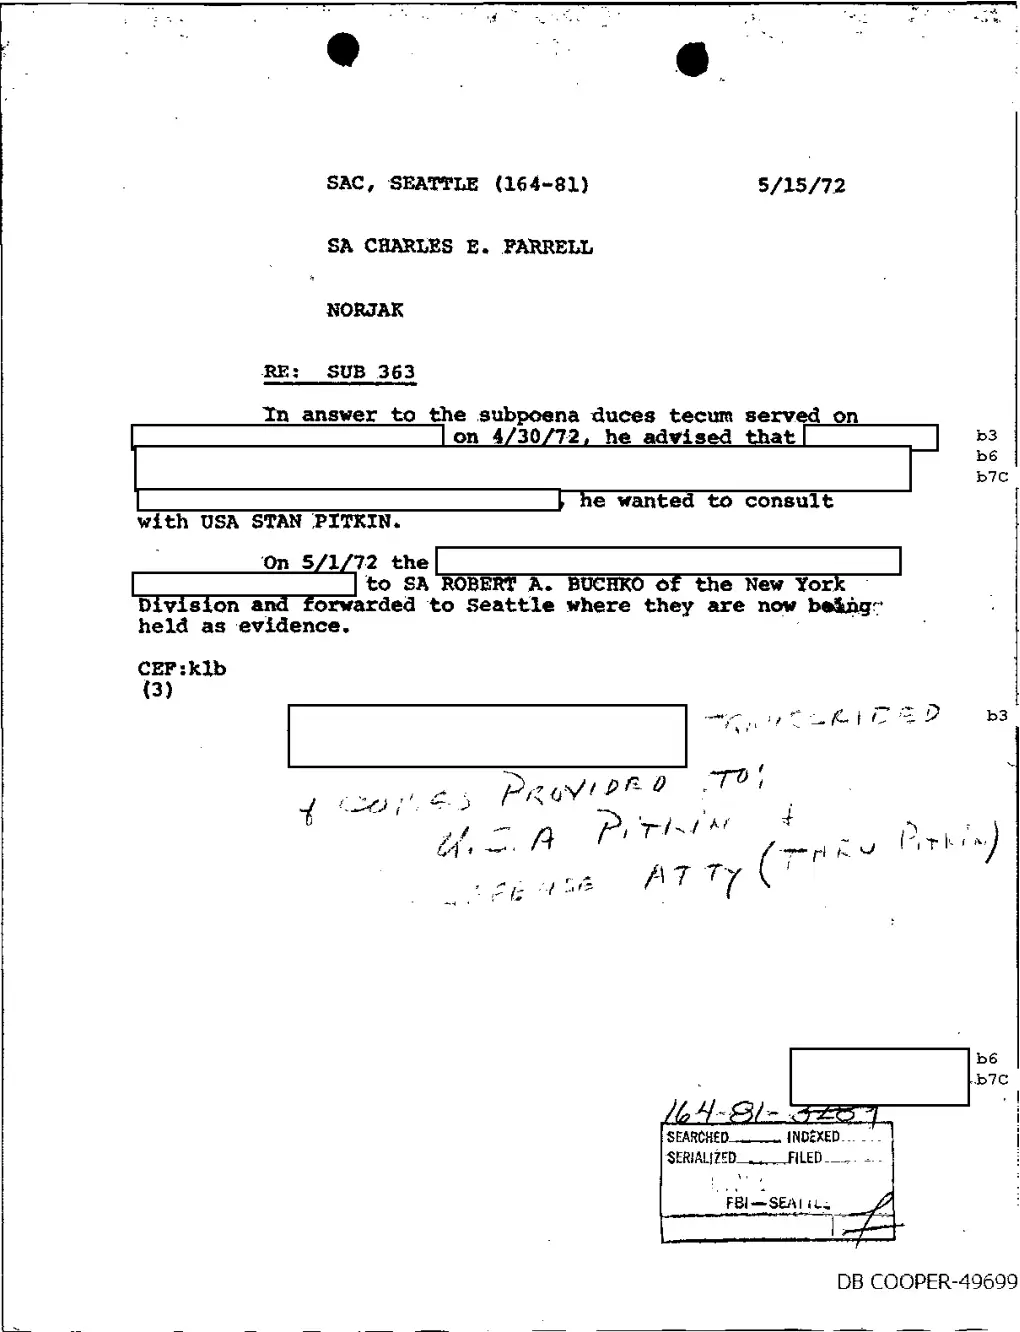 SAC, SEATTLE (164-81) 5/15/72
SA CHARLES E. FARRELL
NORJAK
RE: SUB 363
In answer to the subpoena duces tecum served on
on 4/30/72, he advised that
b3
b6
b7C
, he wanted to consult
with USA STAN PITKIN.
On 5/1/72 the
to SA ROBERT A. BUCHKO of the New York
Division and forwarded to Seattle where they are now being
held as evidence.
CEF:klb
(3)
TRANSCRIBED b3
& COPIES PROVIDED TO:
U.S.A PITKIN &
DEFENSE ATTY (THRU PITKIN)
b6
b7C
164-81-
SEARCHED INDEXED
SERIALIZED FILED
FBI—SEATTLE
DB COOPER-49699